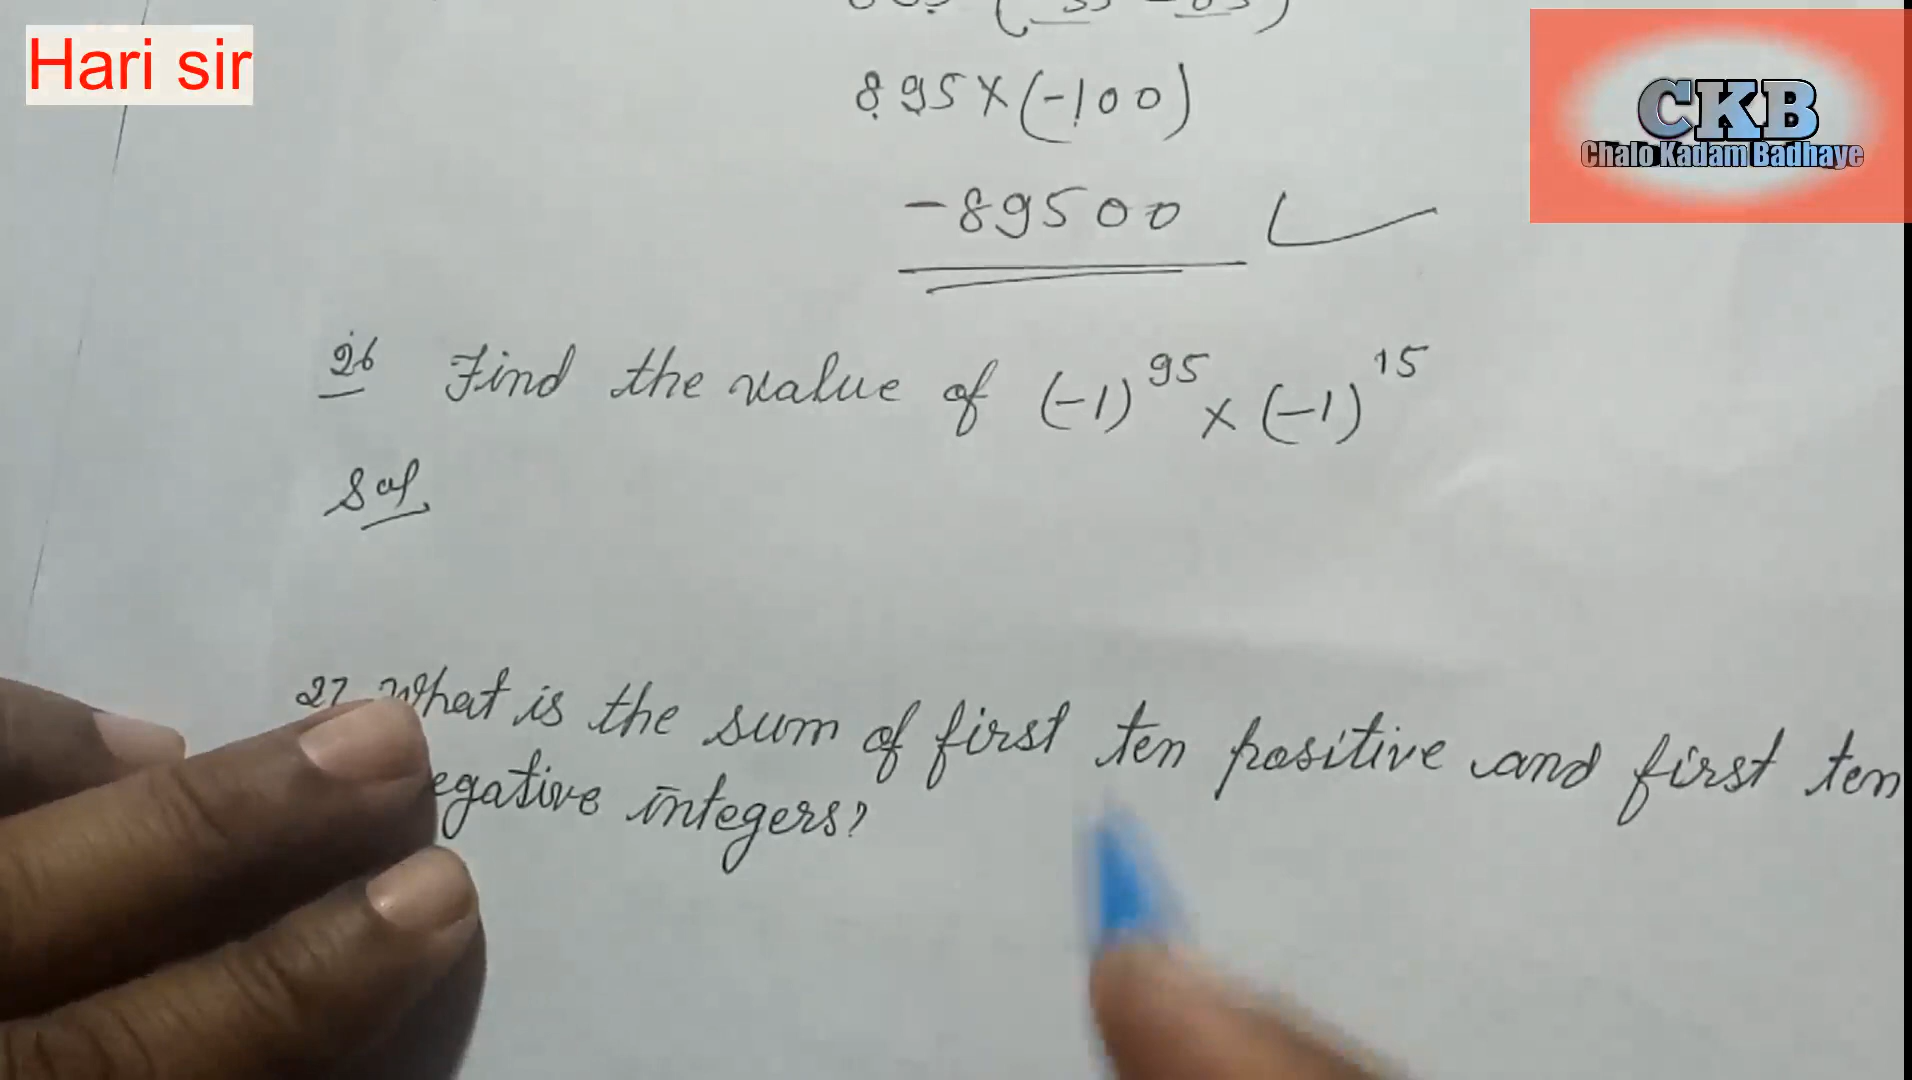 Hari sir
CKB
Chalo Kadam Badhaye
895 × (-100)
-89500
26 Find the value of (-1)^95 × (-1)^15
Sol.
27 What is the sum of first ten positive and first ten
egative integers?